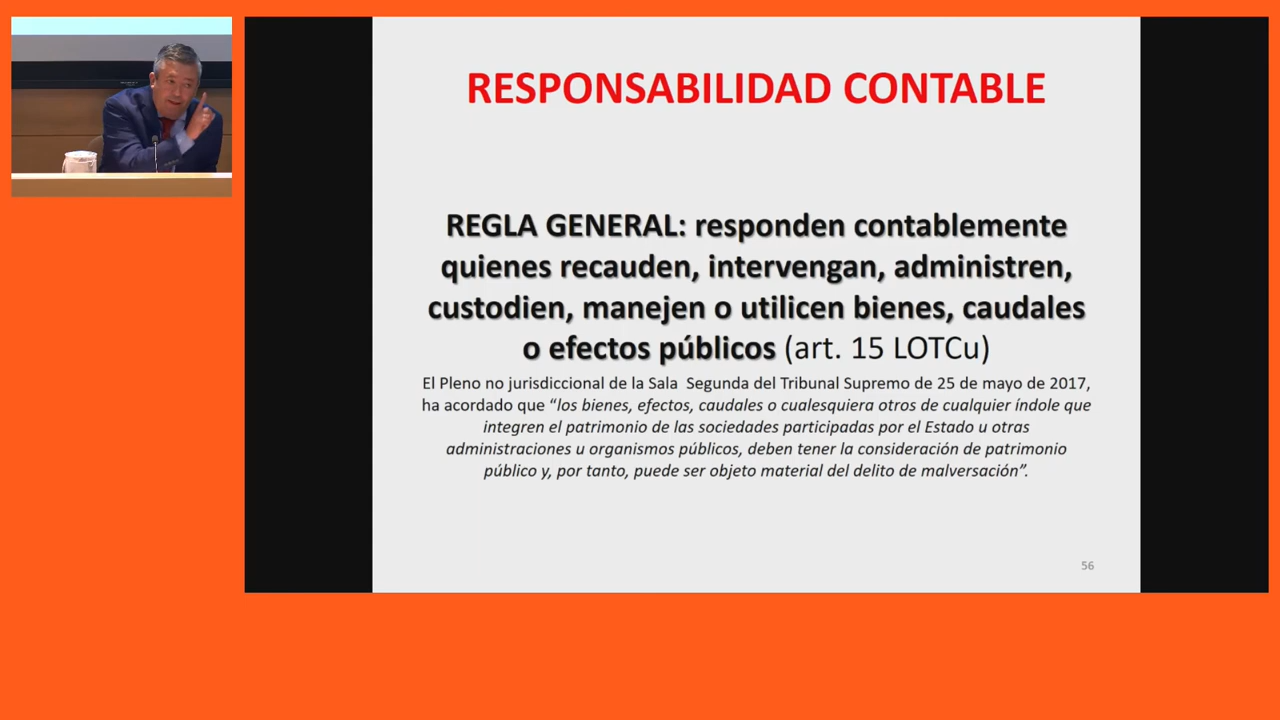 RESPONSABILIDAD CONTABLE
REGLA GENERAL: responden contablemente
quienes recauden, intervengan, administren,
custodien, manejen o utilicen bienes, caudales
o efectos públicos (art. 15 LOTCu)
El Pleno no jurisdiccional de la Sala Segunda del Tribunal Supremo de 25 de mayo de 2017,
ha acordado que “los bienes, efectos, caudales o cualesquiera otros de cualquier índole que
integren el patrimonio de las sociedades participadas por el Estado u otras
administraciones u organismos públicos, deben tener la consideración de patrimonio
público y, por tanto, puede ser objeto material del delito de malversación”.
56